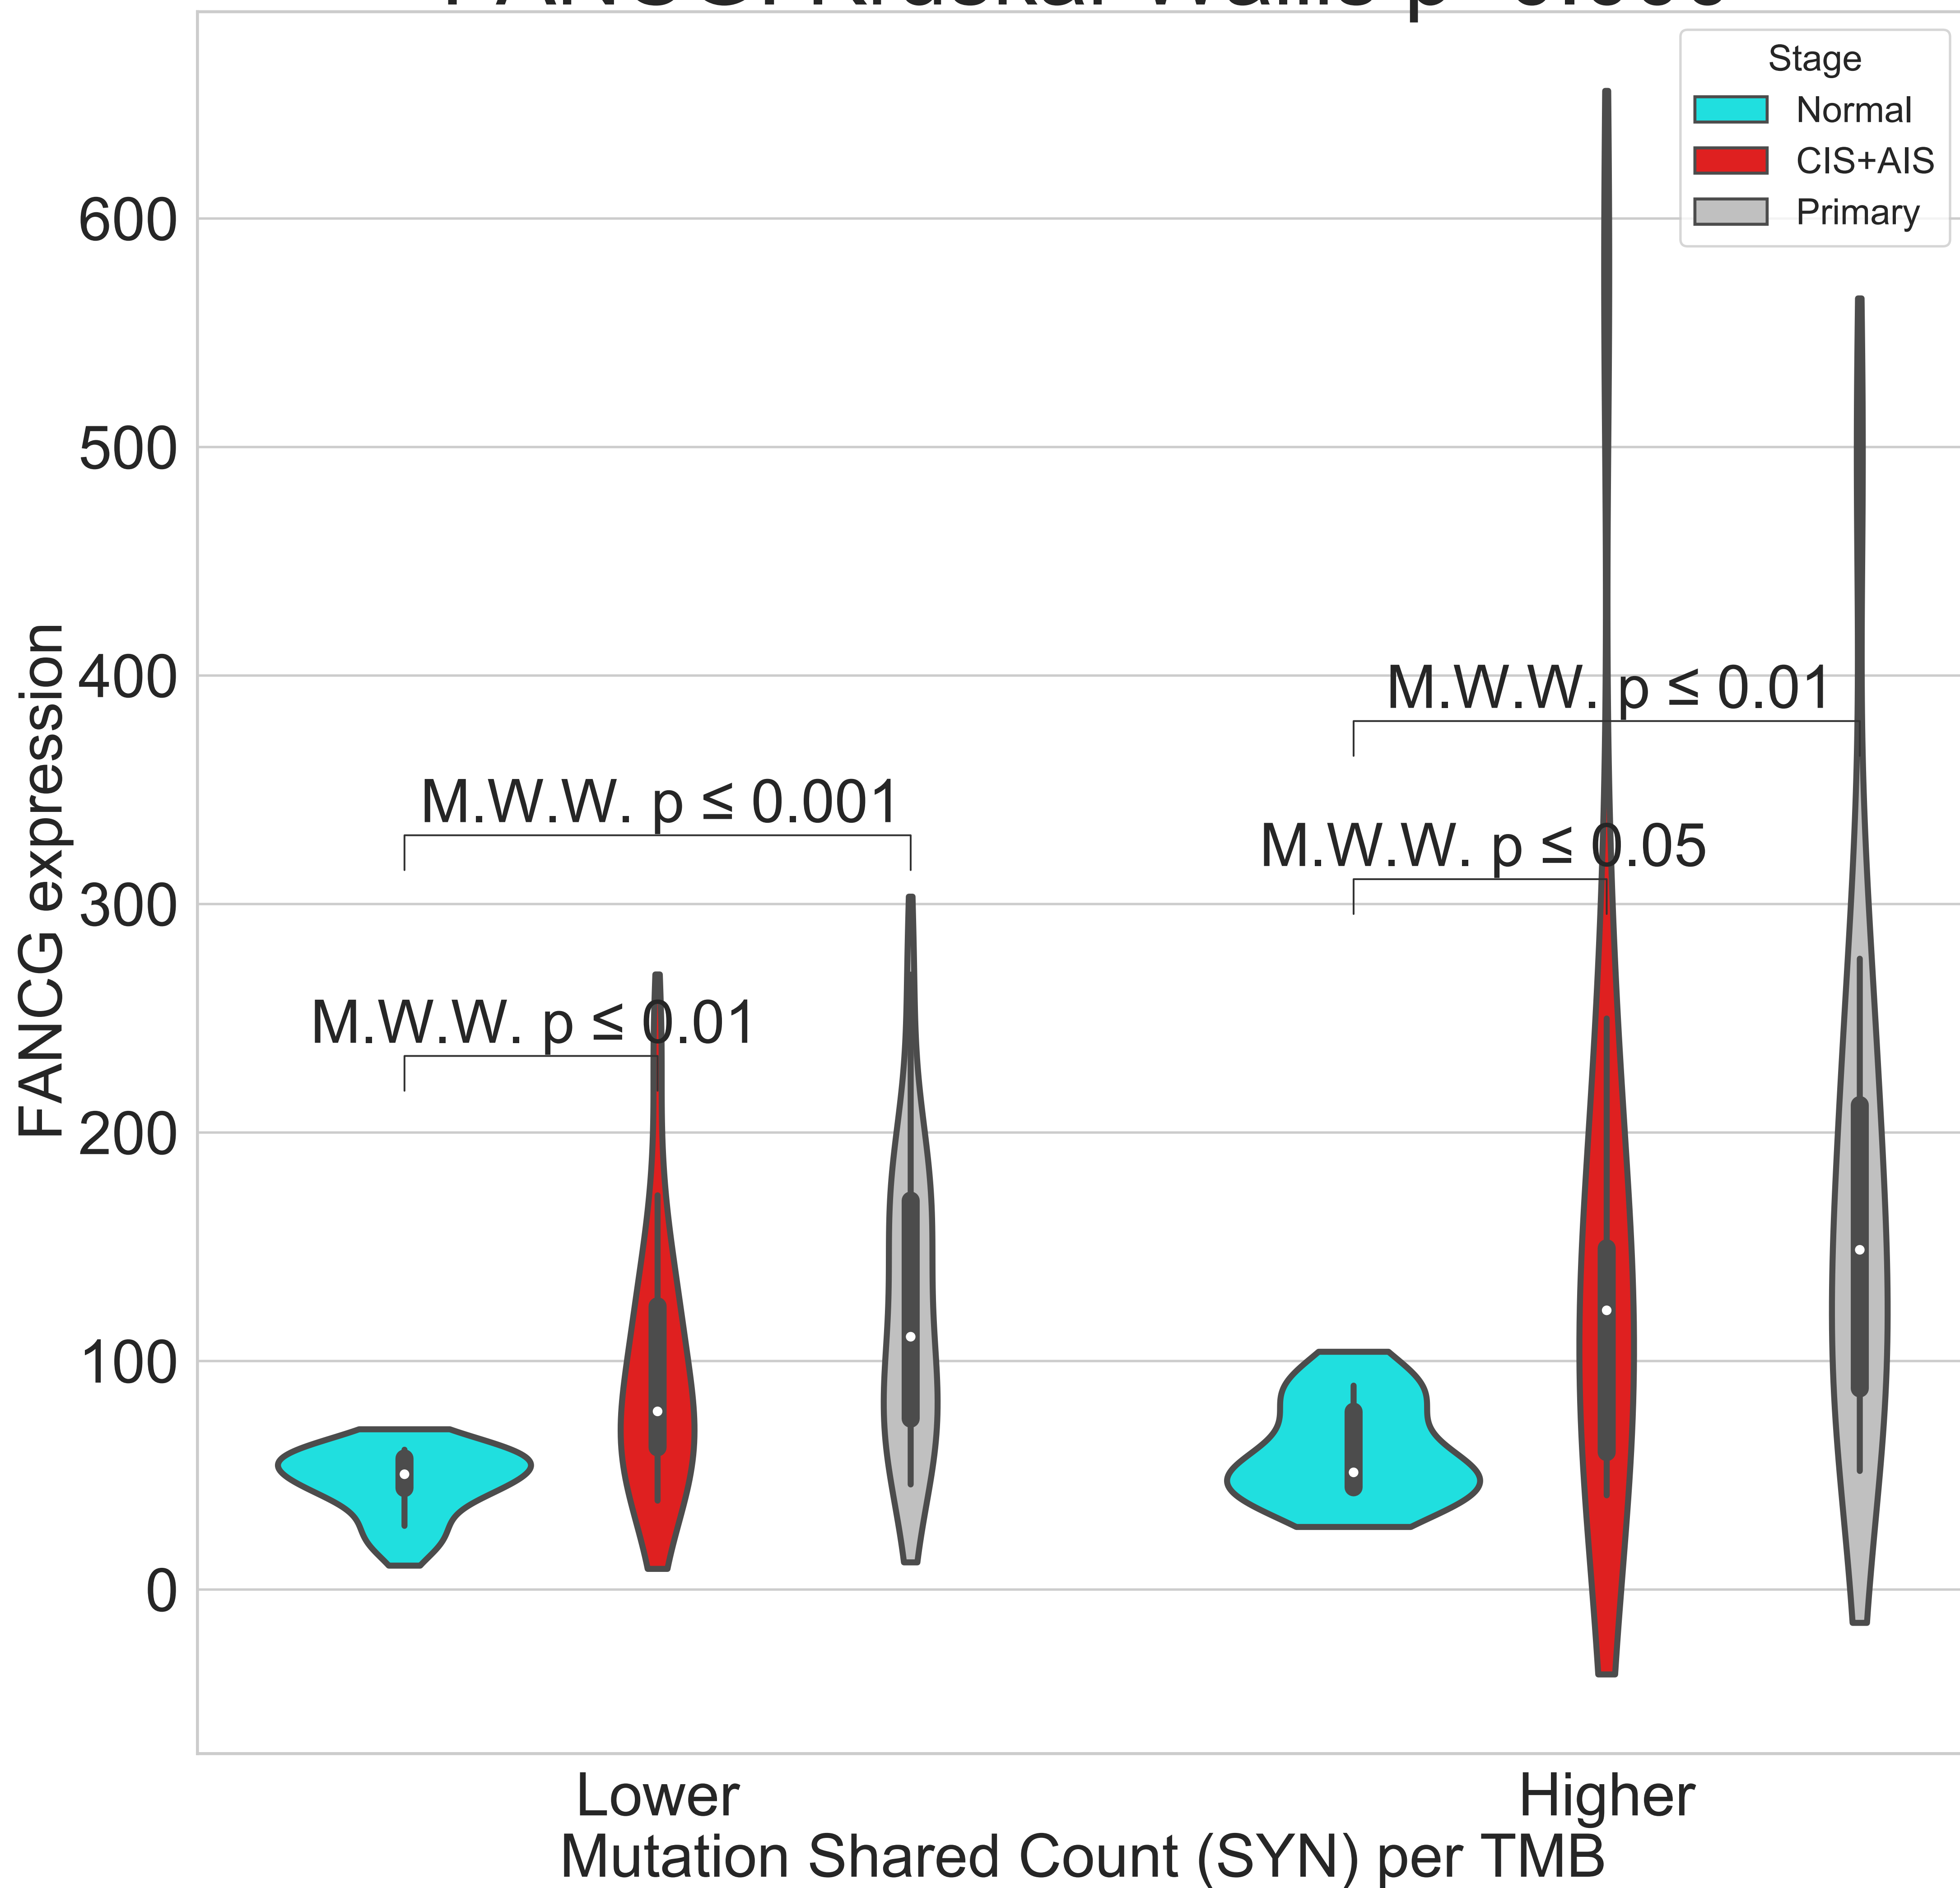 Stage
Normal
CIS+AIS
Primary
600
500
400
300
200
100
0
FANCG expression
M.W.W. p ≤ 0.01
M.W.W. p ≤ 0.001
M.W.W. p ≤ 0.05
M.W.W. p ≤ 0.01
Lower
Higher
Mutation Shared Count (SYN) per TMB